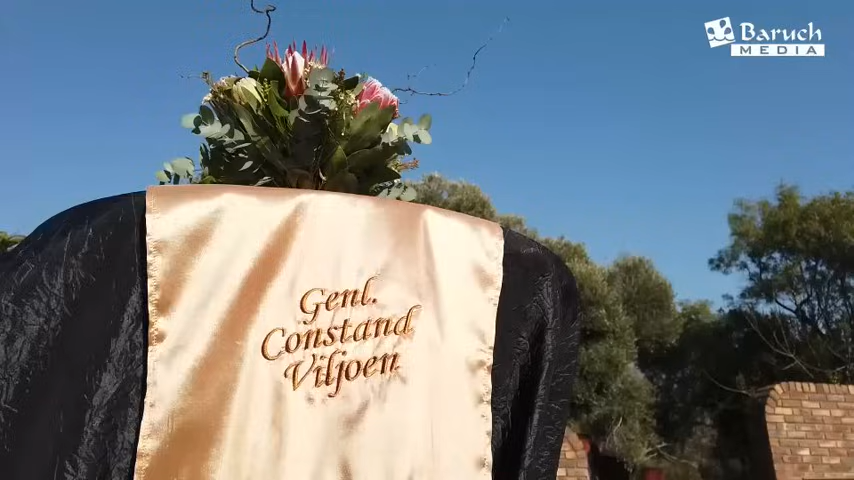 Baruch
MEDIA
Genl.
Constand
Viljoen